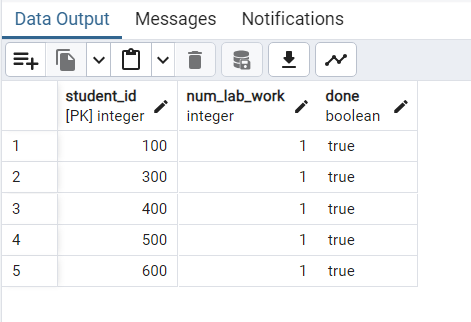 Data Output Messages Notifications
student_id num_lab_work done
[PK] integer integer boolean
1 100 1 true
2 300 1 true
3 400 1 true
4 500 1 true
5 600 1 true